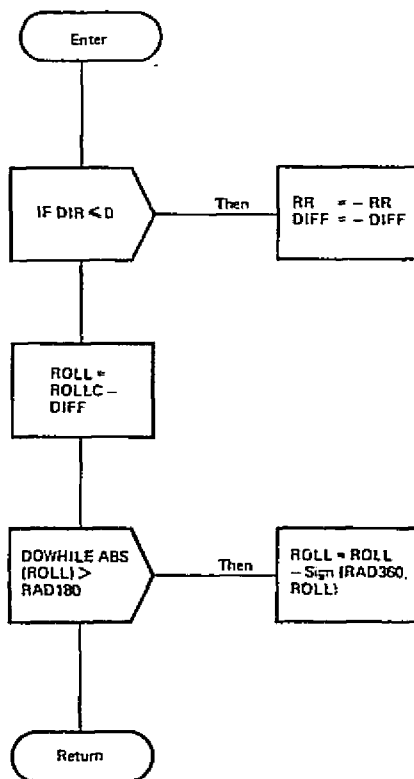 Enter
IF DIR ≤ 0
Then
RR = − RR
DIFF = − DIFF
ROLL =
ROLLC −
DIFF
DOWHILE ABS
(ROLL) >
RAD180
Then
ROLL = ROLL
− Sign (RAD360,
ROLL)
Return